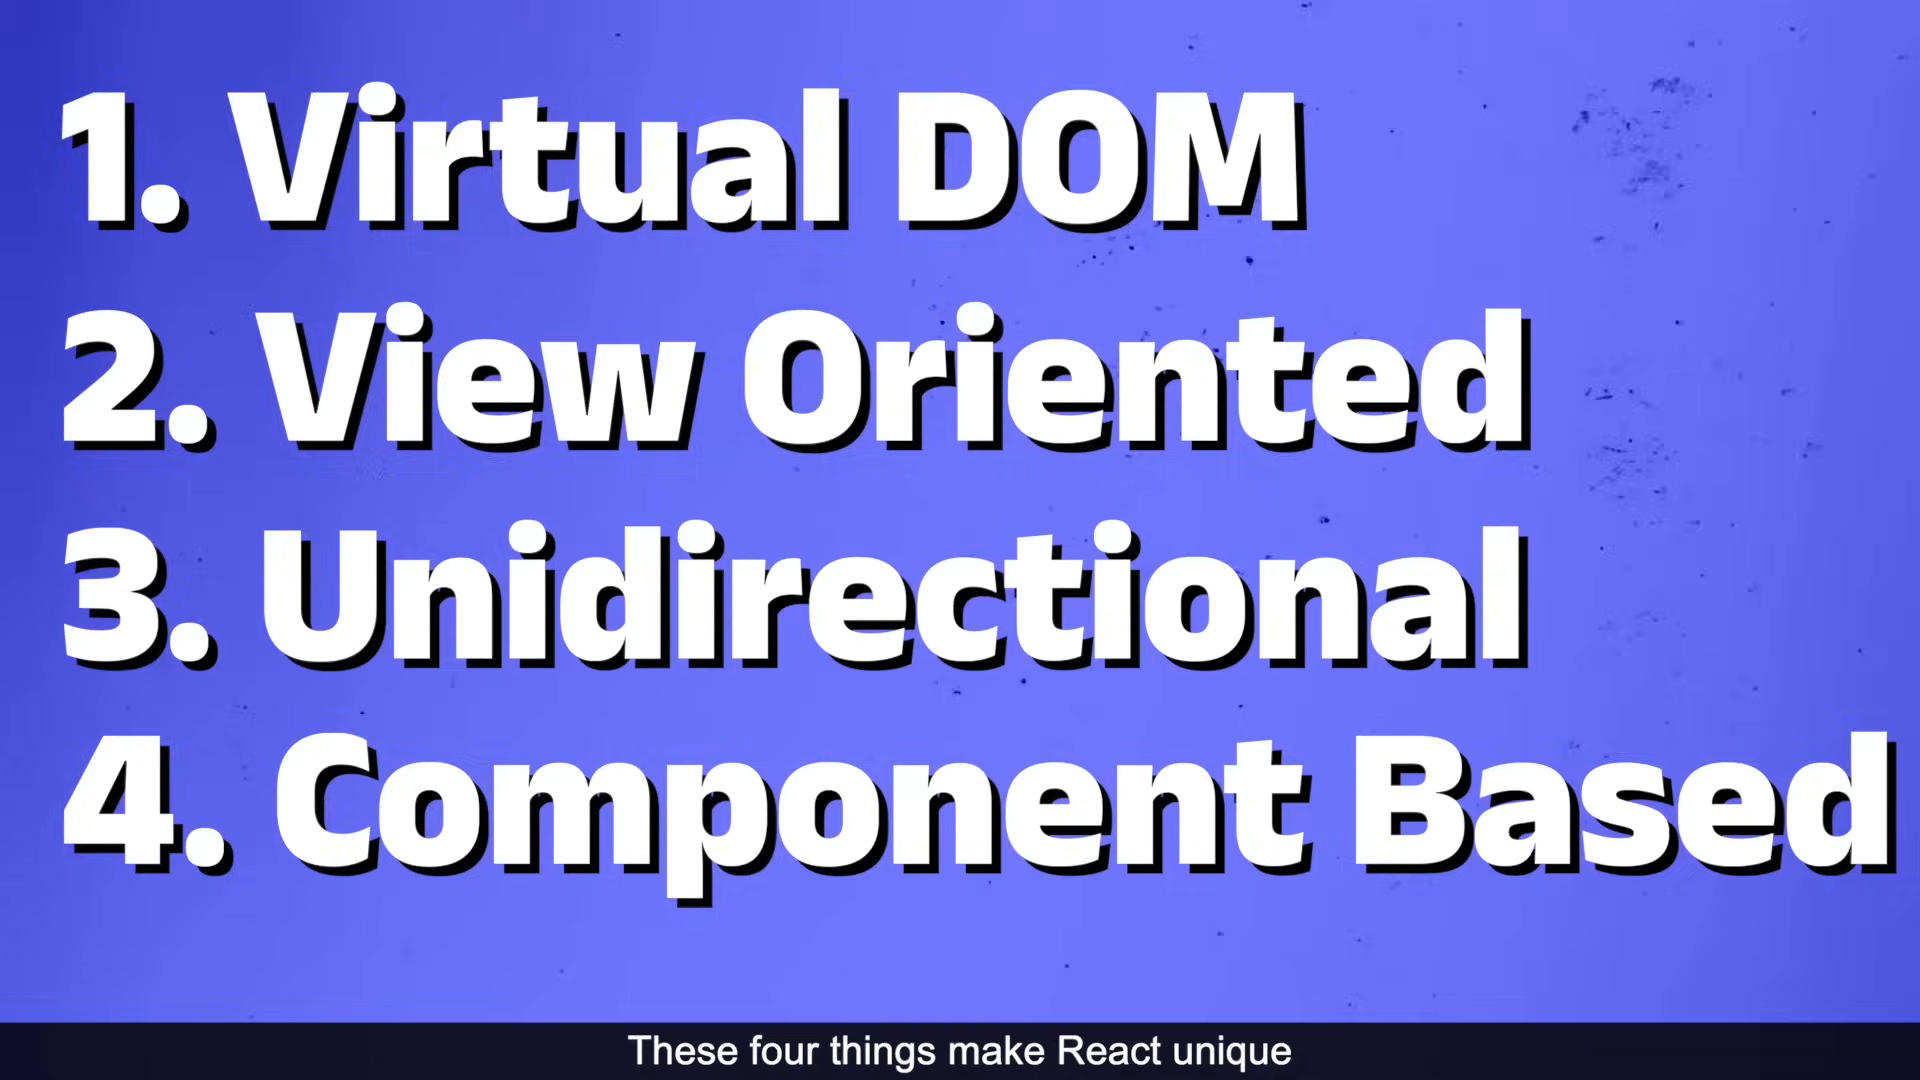 1. Virtual DOM
2. View Oriented
3. Unidirectional
4. Component Based
These four things make React unique